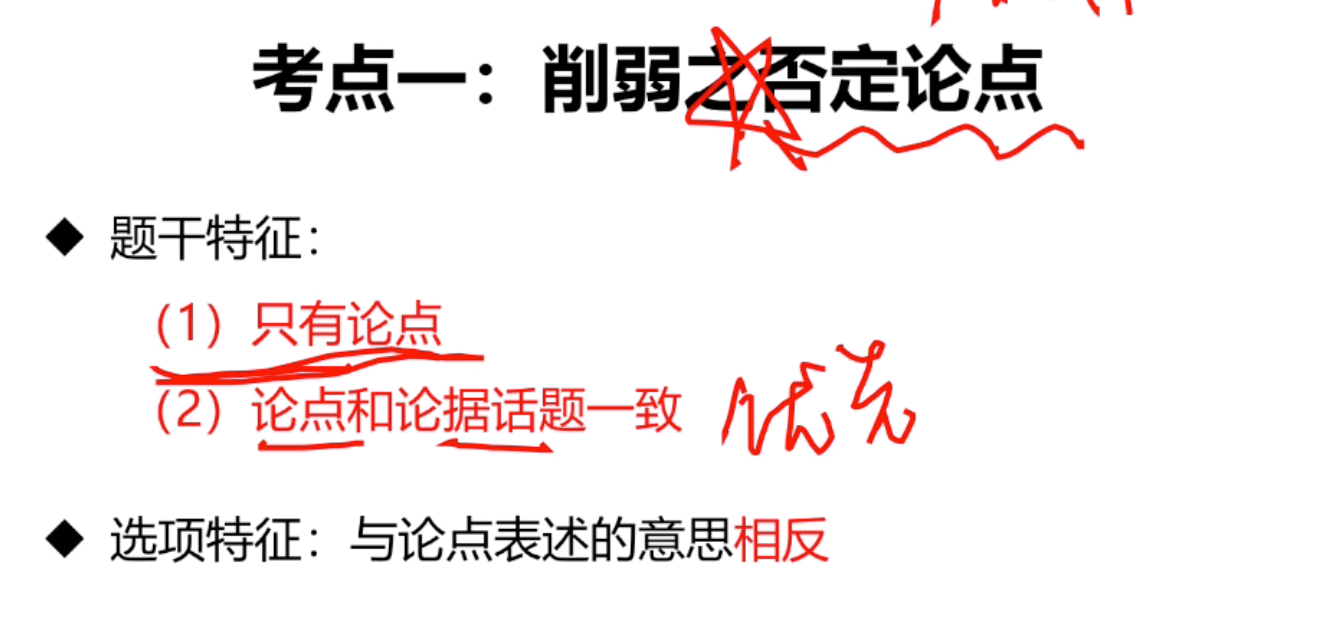 考点一：削弱之否定论点
◆ 题干特征：
（1）只有论点
（2）论点和论据话题一致 优先
◆ 选项特征：与论点表述的意思相反